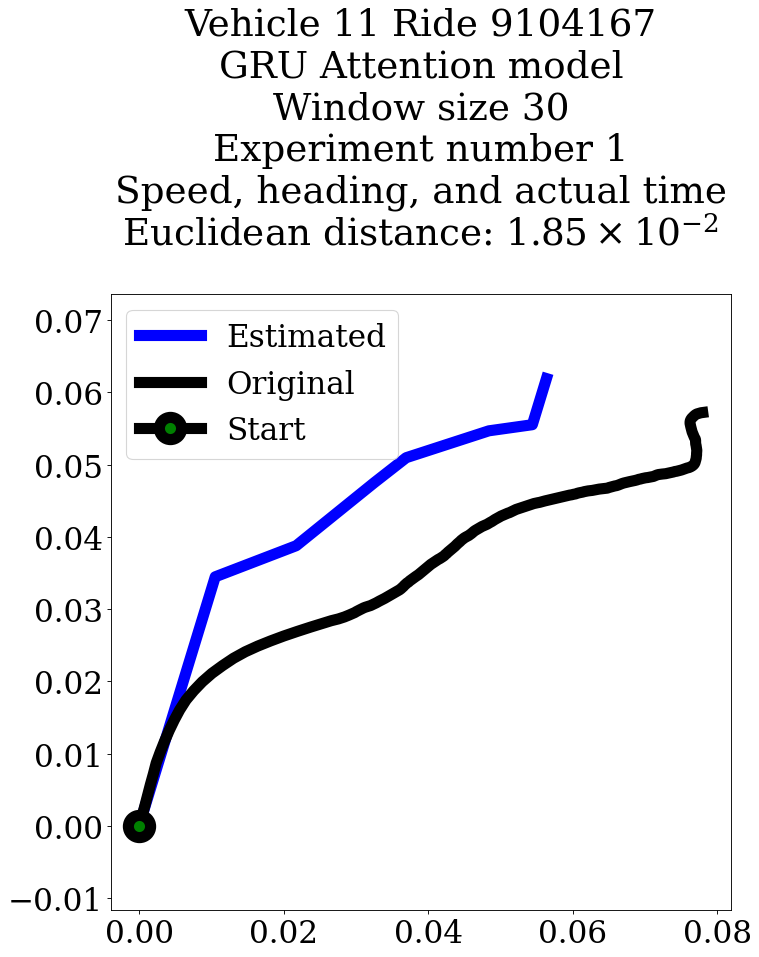 Vehicle 11 Ride 9104167
GRU Attention model
Window size 30
Experiment number 1
Speed, heading, and actual time
Euclidean distance: 1.85 × 10⁻²
Estimated
Original
Start
0.07
0.06
0.05
0.04
0.03
0.02
0.01
0.00
−0.01
0.00 0.02 0.04 0.06 0.08